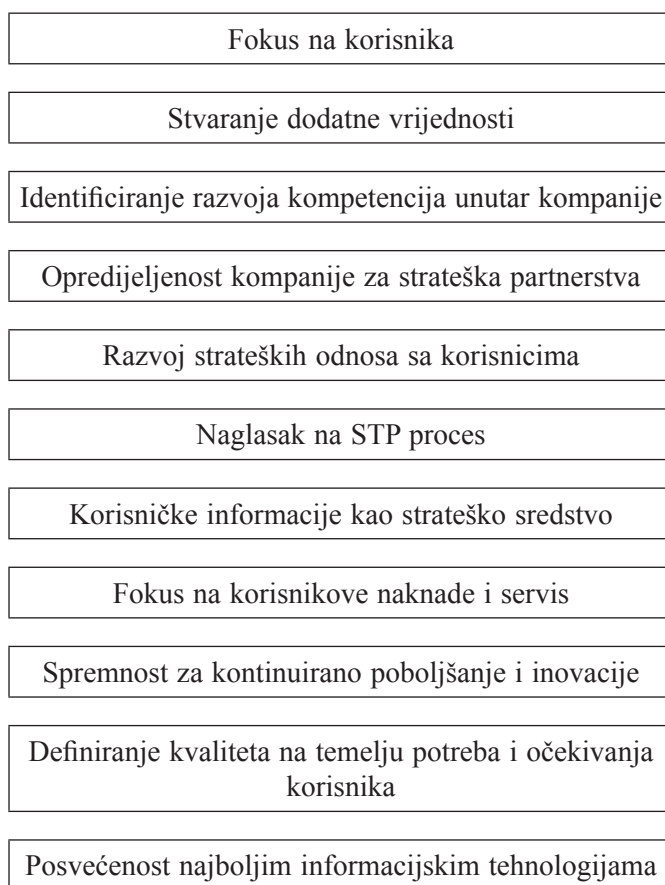 Fokus na korisnika
Stvaranje dodatne vrijednosti
Identificiranje razvoja kompetencija unutar kompanije
Opredijeljenost kompanije za strateška partnerstva
Razvoj strateških odnosa sa korisnicima
Naglasak na STP proces
Korisničke informacije kao strateško sredstvo
Fokus na korisnikove naknade i servis
Spremnost za kontinuirano poboljšanje i inovacije
Definiranje kvaliteta na temelju potreba i očekivanja
korisnika
Posvećenost najboljim informacijskim tehnologijama